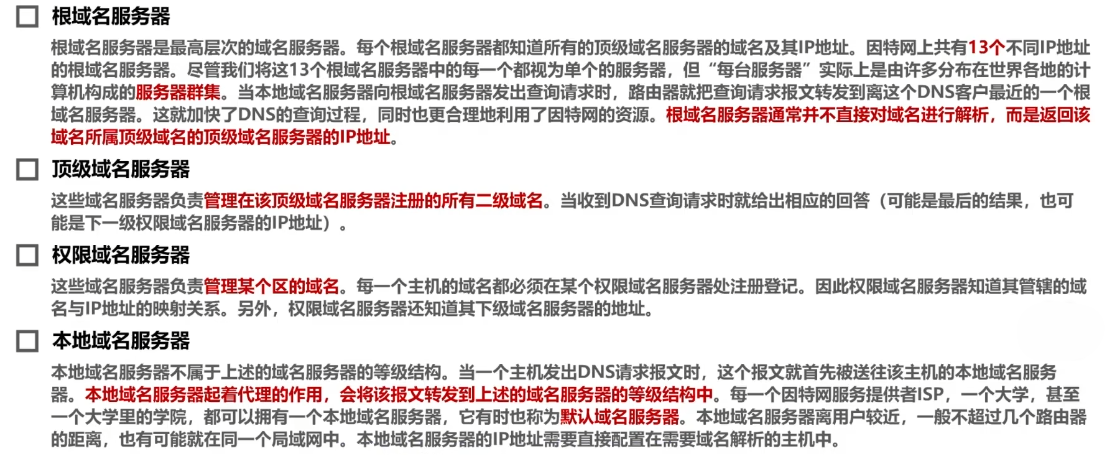 根域名服务器
根域名服务器是最高层次的域名服务器。每个根域名服务器都知道所有的顶级域名服务器的域名及其IP地址。因特网上共有13个不同IP地址
的根域名服务器。尽管我们将这13个根域名服务器中的每一个都视为单个的服务器，但“每台服务器”实际上是由许多分布在世界各地的计
算机构成的服务器群集。当本地域名服务器向根域名服务器发出查询请求时，路由器就把查询请求报文转发到离这个DNS客户最近的一个根
域名服务器。这就加快了DNS的查询过程，同时也更合理地利用了因特网的资源。根域名服务器通常并不直接对域名进行解析，而是返回该
域名所属顶级域名的顶级域名服务器的IP地址。
顶级域名服务器
这些域名服务器负责管理在该顶级域名服务器注册的所有二级域名。当收到DNS查询请求时就给出相应的回答（可能是最后的结果，也可
能是下一级权限域名服务器的IP地址）。
权限域名服务器
这些域名服务器负责管理某个区的域名。每一个主机的域名都必须在某个权限域名服务器处注册登记。因此权限域名服务器知道其管辖的域
名与IP地址的映射关系。另外，权限域名服务器还知道其下级域名服务器的地址。
本地域名服务器
本地域名服务器不属于上述的域名服务器的等级结构。当一个主机发出DNS请求报文时，这个报文就首先被送往该主机的本地域名服务
器。本地域名服务器起着代理的作用，会将该报文转发到上述的域名服务器的等级结构中。每一个因特网服务提供者ISP，一个大学，甚至
一个大学里的学院，都可以拥有一个本地域名服务器，它有时也称为默认域名服务器。本地域名服务器离用户较近，一般不超过几个路由器
的距离，也有可能就在同一个局域网中。本地域名服务器的IP地址需要直接配置在需要域名解析的主机中。